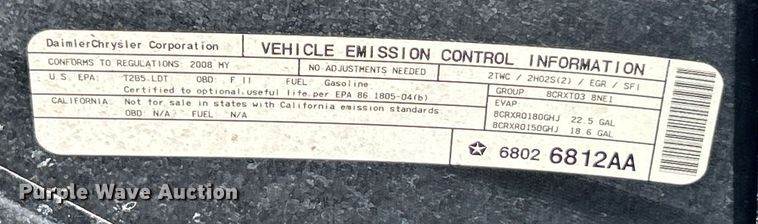 DaimlerChrysler Corporation
VEHICLE EMISSION CONTROL INFORMATION
CONFORMS TO REGULATIONS: 2008 MY
NO ADJUSTMENTS NEEDED
2TWC / 2HO2S(2) / EGR / SFI
U.S. EPA: T2B5.LDT OBD: F II FUEL: Gasoline
Certified to optional.useful life.per EPA 86.1805-04(b)
GROUP: 8CRXT03.8NE1
EVAP
CALIFORNIA: Not for sale in states with California emission standards.
8CRXR0180GHJ 22.5 GAL
OBD: N/A FUEL: N/A
8CRXR0150GHJ 18.6 GAL
6802 6812AA
Purple Wave Auction